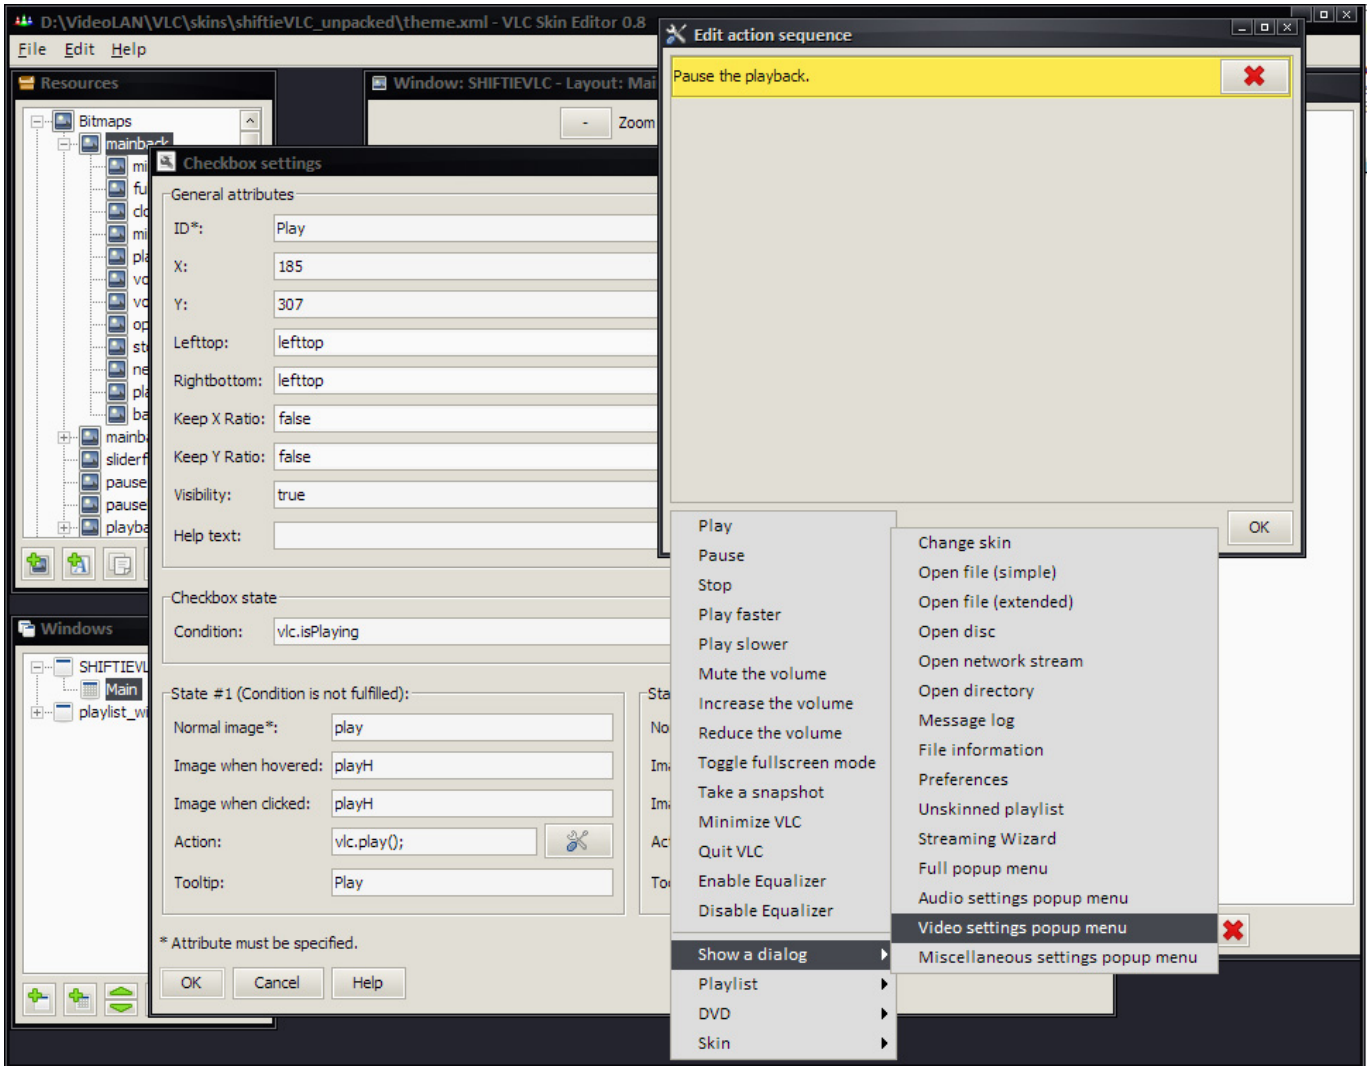 D:\VideoLAN\VLC\skins\shiftieVLC_unpacked\theme.xml - VLC Skin Editor 0.8
File Edit Help
Resources
Bitmaps
mainback
mainb
sliderf
pause
pause
playba
Windows
SHIFTIEVL
Main
playlist_wi
Window: SHIFTIEVLC - Layout: Mai
- Zoom
Checkbox settings
General attributes
ID*: Play
X: 185
Y: 307
Lefttop: lefttop
Rightbottom: lefttop
Keep X Ratio: false
Keep Y Ratio: false
Visibility: true
Help text:
Checkbox state
Condition: vlc.isPlaying
State #1 (Condition is not fulfilled):
Normal image*: play
Image when hovered: playH
Image when clicked: playH
Action: vlc.play();
Tooltip: Play
* Attribute must be specified.
OK Cancel Help
Edit action sequence
Pause the playback.
OK
Play
Pause
Stop
Play faster
Play slower
Mute the volume
Increase the volume
Reduce the volume
Toggle fullscreen mode
Take a snapshot
Minimize VLC
Quit VLC
Enable Equalizer
Disable Equalizer
Show a dialog
Playlist
DVD
Skin
Change skin
Open file (simple)
Open file (extended)
Open disc
Open network stream
Open directory
Message log
File information
Preferences
Unskinned playlist
Streaming Wizard
Full popup menu
Audio settings popup menu
Video settings popup menu
Miscellaneous settings popup menu